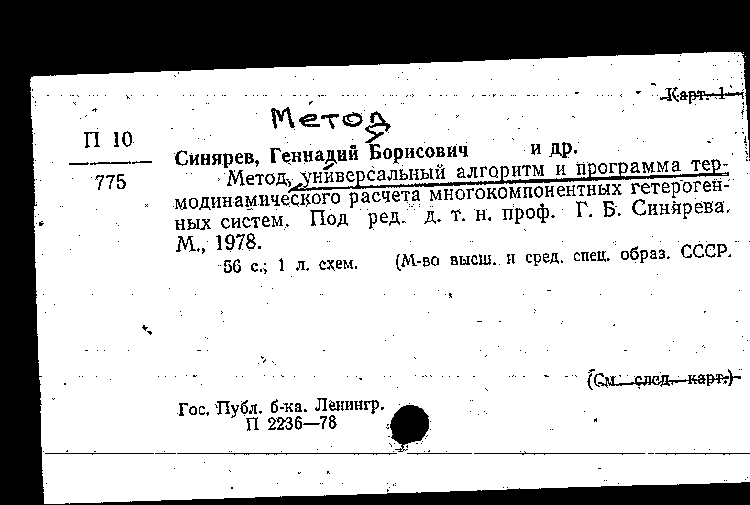 Карт. 1
Метод
П 10
775
Синярев, Геннадий Борисович и др.
Метод, универсальный алгоритм и программа тер-
модинамического расчета многокомпонентных гетероген-
ных систем. Под ред. д. т. н. проф. Г. Б. Синярева.
М., 1978.
56 с.; 1 л. схем. (М-во высш. и сред. спец. образ. СССР.
(См. след. карт.)
Гос. Публ. б-ка. Ленингр.
П 2236—78